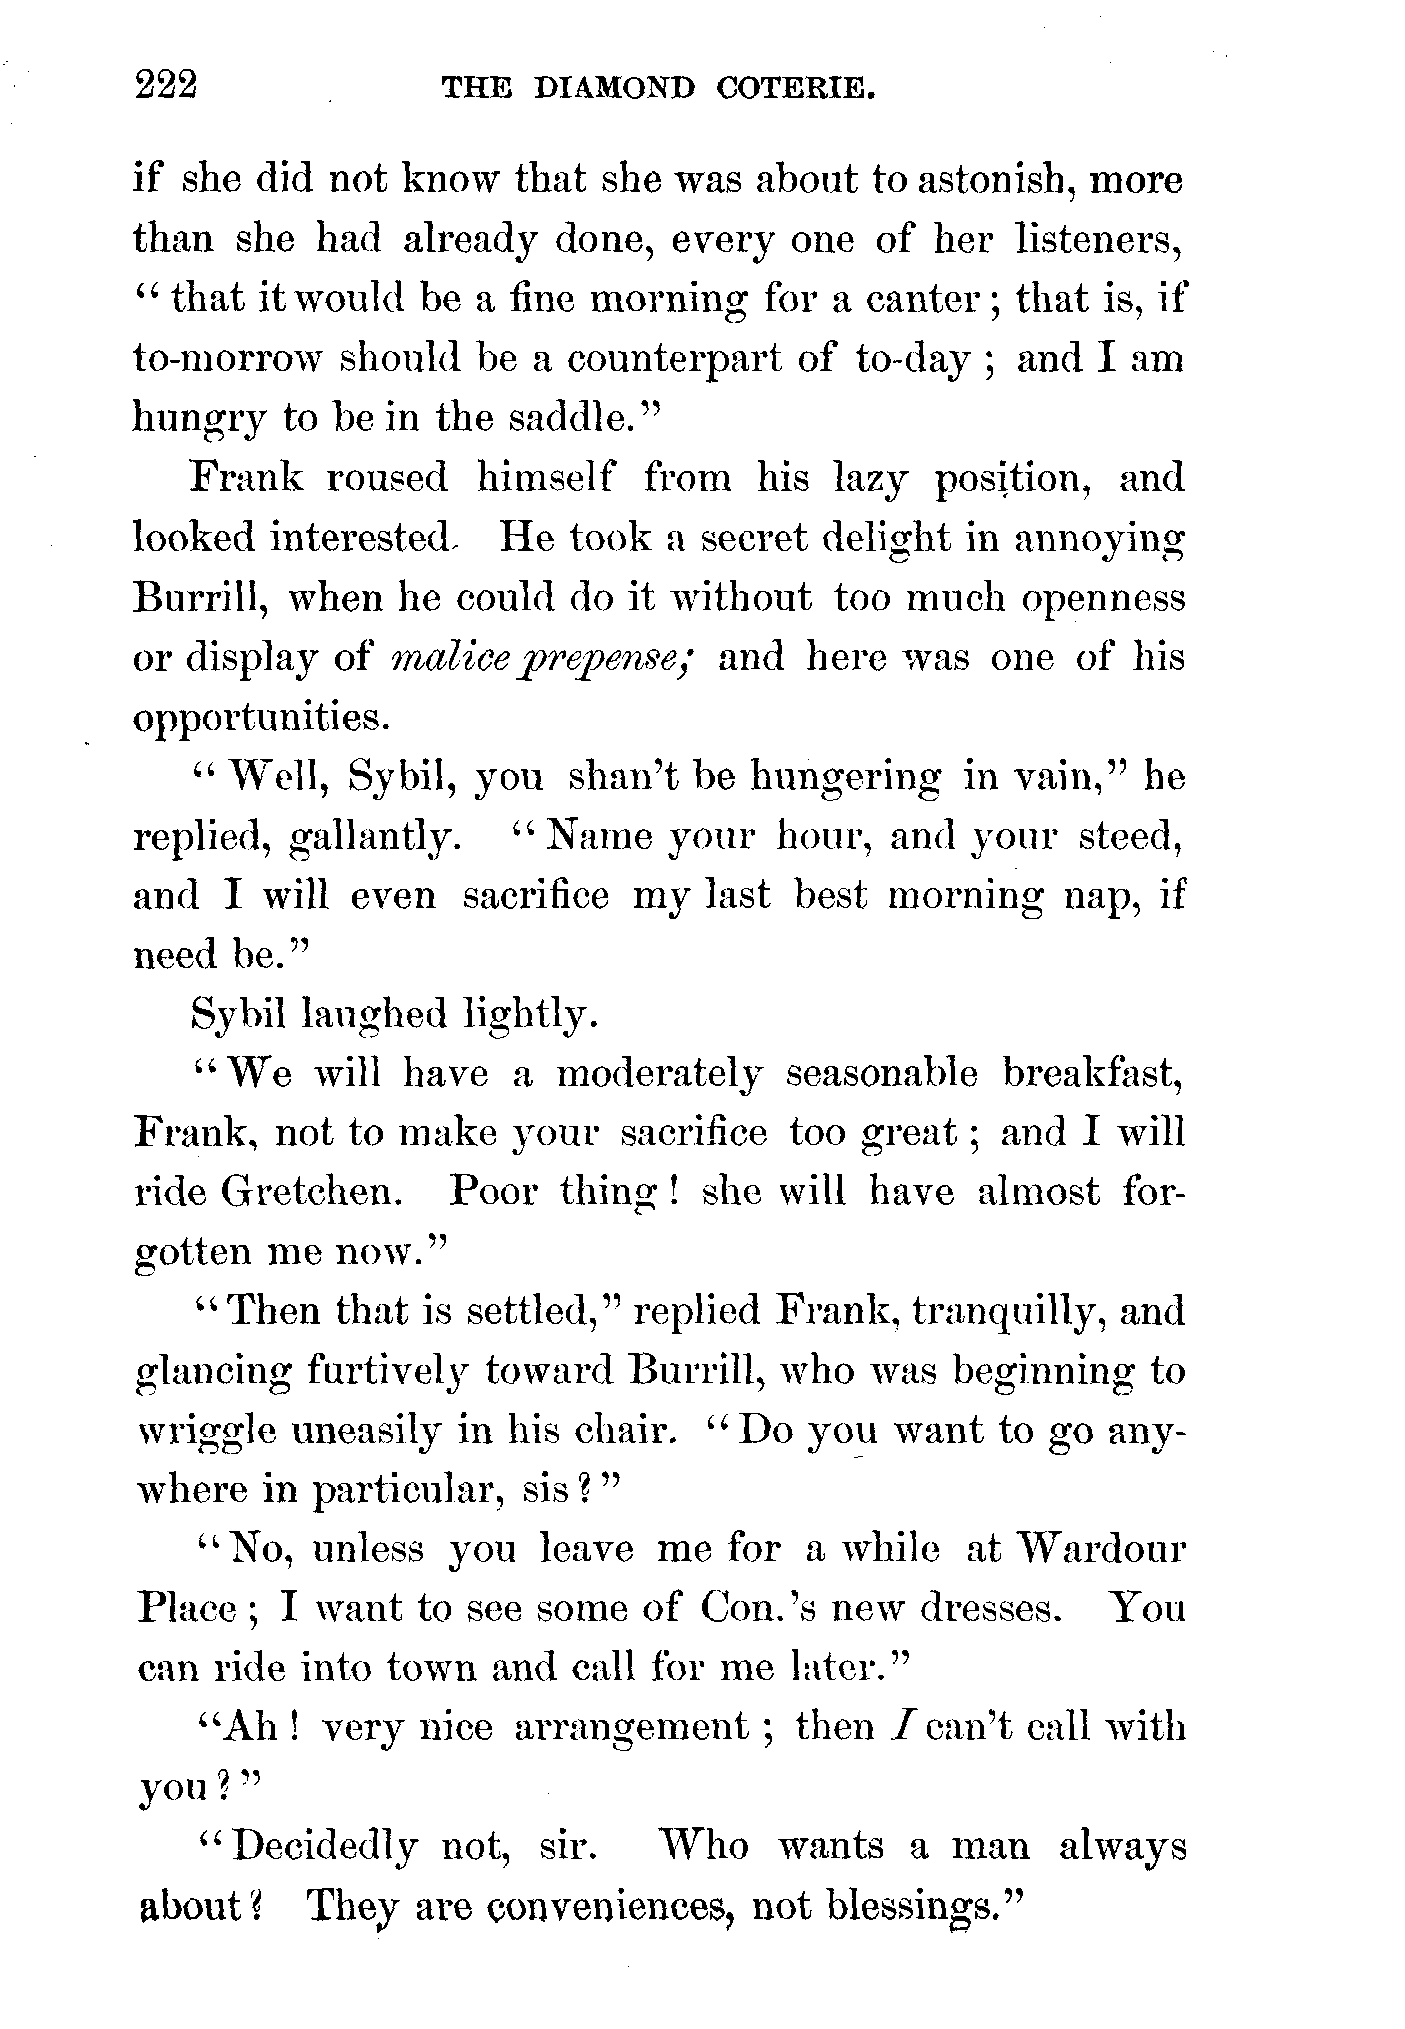 222 THE DIAMOND COTERIE.
if she did not know that she was about to astonish, more
than she had already done, every one of her listeners,
"that it would be a fine morning for a canter; that is, if
to-morrow should be a counterpart of to-day; and I am
hungry to be in the saddle."
Frank roused himself from his lazy position, and
looked interested. He took a secret delight in annoying
Burrill, when he could do it without too much openness
or display of malice prepense; and here was one of his
opportunities.
"Well, Sybil, you shan't be hungering in vain," he
replied, gallantly. "Name your hour, and your steed,
and I will even sacrifice my last best morning nap, if
need be."
Sybil laughed lightly.
"We will have a moderately seasonable breakfast,
Frank, not to make your sacrifice too great; and I will
ride Gretchen. Poor thing! she will have almost for-
gotten me now."
"Then that is settled," replied Frank, tranquilly, and
glancing furtively toward Burrill, who was beginning to
wriggle uneasily in his chair. "Do you want to go any-
where in particular, sis?"
"No, unless you leave me for a while at Wardour
Place; I want to see some of Con.'s new dresses. You
can ride into town and call for me later."
"Ah! very nice arrangement; then I can't call with
you?"
"Decidedly not, sir. Who wants a man always
about? They are conveniences, not blessings."